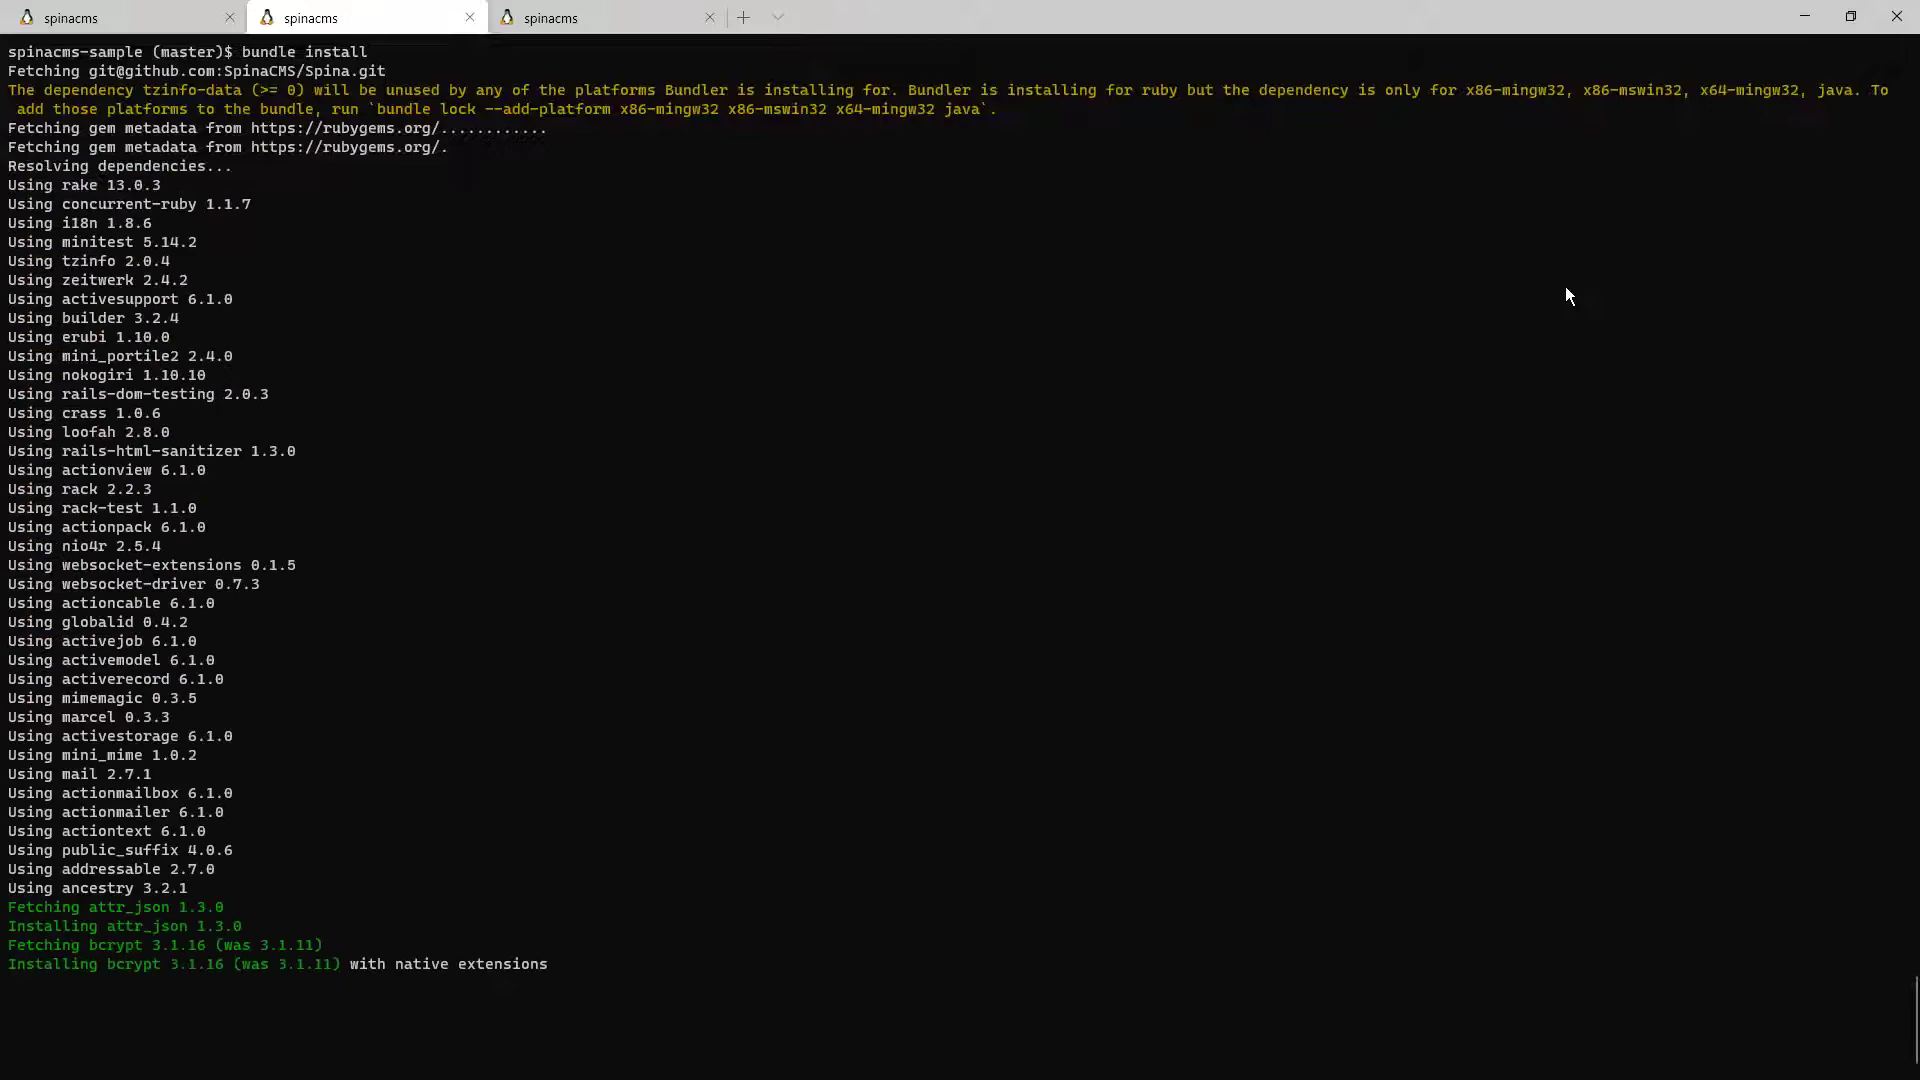 spinacms
spinacms
spinacms
spinacms-sample (master)$ bundle install
Fetching git@github.com:SpinaCMS/Spina.git
The dependency tzinfo-data (>= 0) will be unused by any of the platforms Bundler is installing for. Bundler is installing for ruby but the dependency is only for x86-mingw32, x86-mswin32, x64-mingw32, java. To
add those platforms to the bundle, run `bundle lock --add-platform x86-mingw32 x86-mswin32 x64-mingw32 java`.
Fetching gem metadata from https://rubygems.org/............
Fetching gem metadata from https://rubygems.org/.
Resolving dependencies...
Using rake 13.0.3
Using concurrent-ruby 1.1.7
Using i18n 1.8.6
Using minitest 5.14.2
Using tzinfo 2.0.4
Using zeitwerk 2.4.2
Using activesupport 6.1.0
Using builder 3.2.4
Using erubi 1.10.0
Using mini_portile2 2.4.0
Using nokogiri 1.10.10
Using rails-dom-testing 2.0.3
Using crass 1.0.6
Using loofah 2.8.0
Using rails-html-sanitizer 1.3.0
Using actionview 6.1.0
Using rack 2.2.3
Using rack-test 1.1.0
Using actionpack 6.1.0
Using nio4r 2.5.4
Using websocket-extensions 0.1.5
Using websocket-driver 0.7.3
Using actioncable 6.1.0
Using globalid 0.4.2
Using activejob 6.1.0
Using activemodel 6.1.0
Using activerecord 6.1.0
Using mimemagic 0.3.5
Using marcel 0.3.3
Using activestorage 6.1.0
Using mini_mime 1.0.2
Using mail 2.7.1
Using actionmailbox 6.1.0
Using actionmailer 6.1.0
Using actiontext 6.1.0
Using public_suffix 4.0.6
Using addressable 2.7.0
Using ancestry 3.2.1
Fetching attr_json 1.3.0
Installing attr_json 1.3.0
Fetching bcrypt 3.1.16 (was 3.1.11)
Installing bcrypt 3.1.16 (was 3.1.11) with native extensions